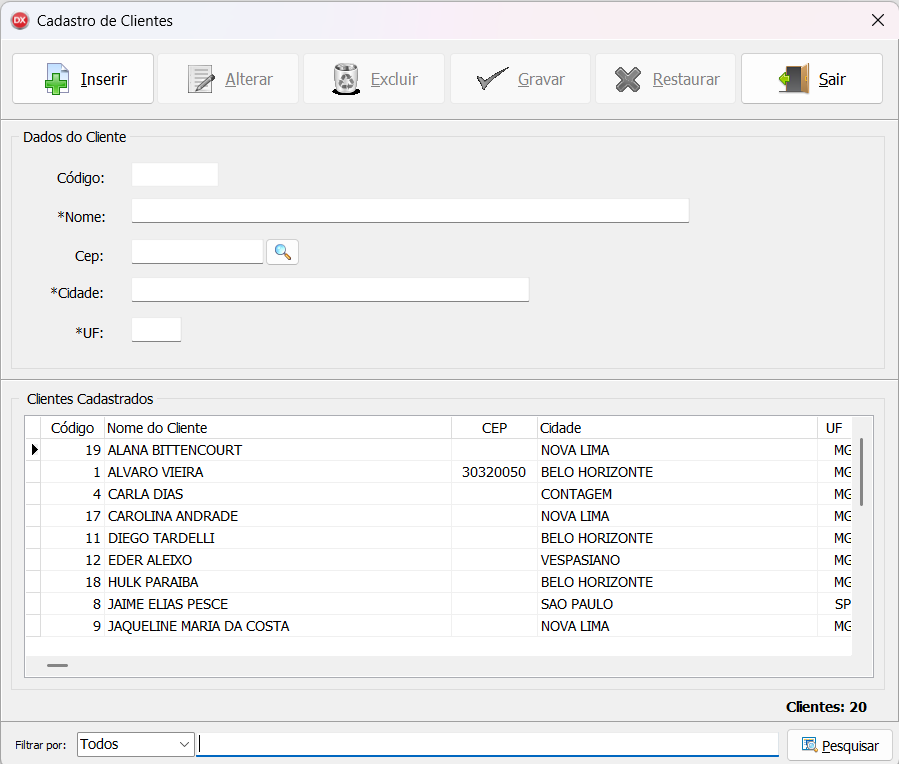 DX Cadastro de Clientes
Inserir Alterar Excluir Gravar Restaurar Sair
Dados do Cliente
Código:
*Nome:
Cep:
*Cidade:
*UF:
Clientes Cadastrados
Código Nome do Cliente CEP Cidade UF
19 ALANA BITTENCOURT NOVA LIMA MG
1 ALVARO VIEIRA 30320050 BELO HORIZONTE MG
4 CARLA DIAS CONTAGEM MG
17 CAROLINA ANDRADE NOVA LIMA MG
11 DIEGO TARDELLI BELO HORIZONTE MG
12 EDER ALEIXO VESPASIANO MG
18 HULK PARAIBA BELO HORIZONTE MG
8 JAIME ELIAS PESCE SAO PAULO SP
9 JAQUELINE MARIA DA COSTA NOVA LIMA MG
Clientes: 20
Filtrar por: Todos Pesquisar